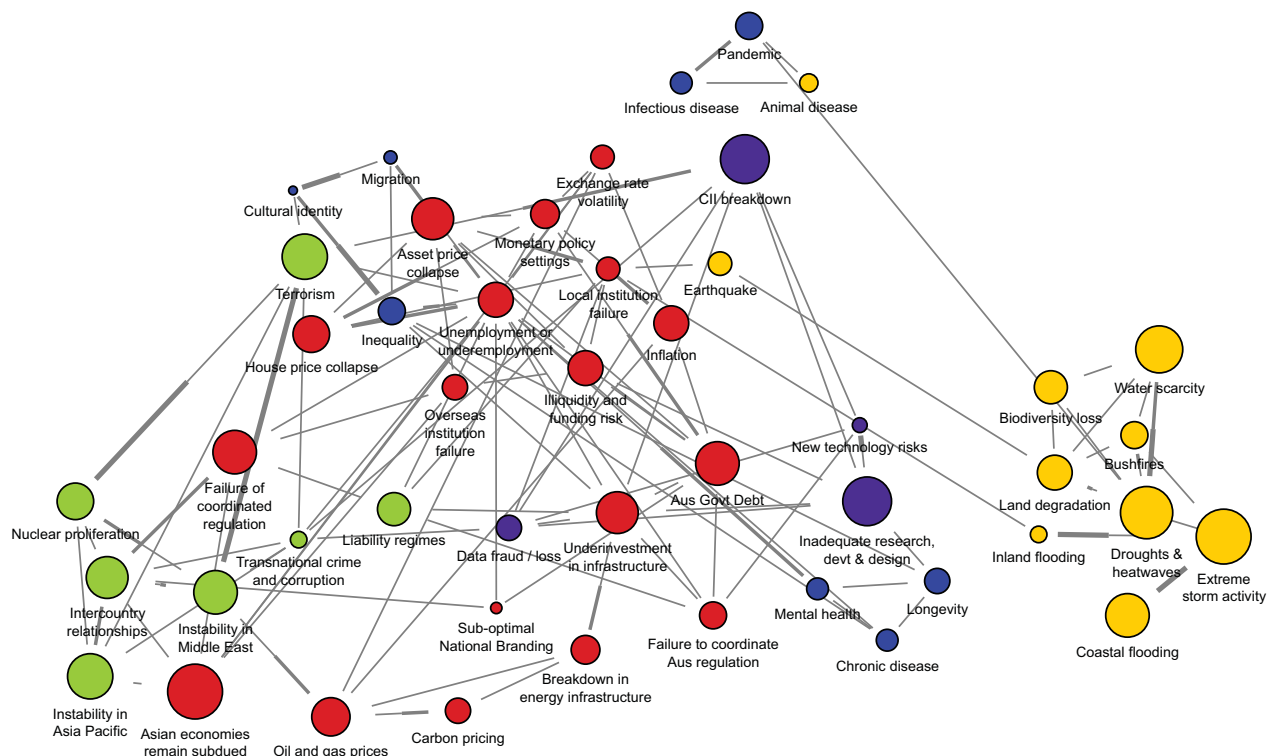 Pandemic
Infectious disease
Animal disease
Migration
Exchange rate
volatility
CII breakdown
Cultural identity
Asset price
collapse
Monetary policy
settings
Terrorism
Local institution
failure
Earthquake
Inequality
Unemployment or
underemployment
Inflation
House price collapse
Water scarcity
Overseas
institution
failure
Illiquidity and
funding risk
Biodiversity loss
New technology risks
Bushfires
Failure of
coordinated
regulation
Aus Govt Debt
Land degradation
Nuclear proliferation
Liability regimes
Data fraud / loss
Underinvestment
in infrastructure
Inadequate research,
devt & design
Inland flooding
Droughts &
heatwaves
Extreme
storm activity
Transnational crime
and corruption
Intercountry
relationships
Instability in
Middle East
Sub-optimal
National Branding
Mental health
Longevity
Failure to coordinate
Aus regulation
Chronic disease
Coastal flooding
Breakdown in
energy infrastructure
Instability in
Asia Pacific
Asian economies
remain subdued
Oil and gas prices
Carbon pricing